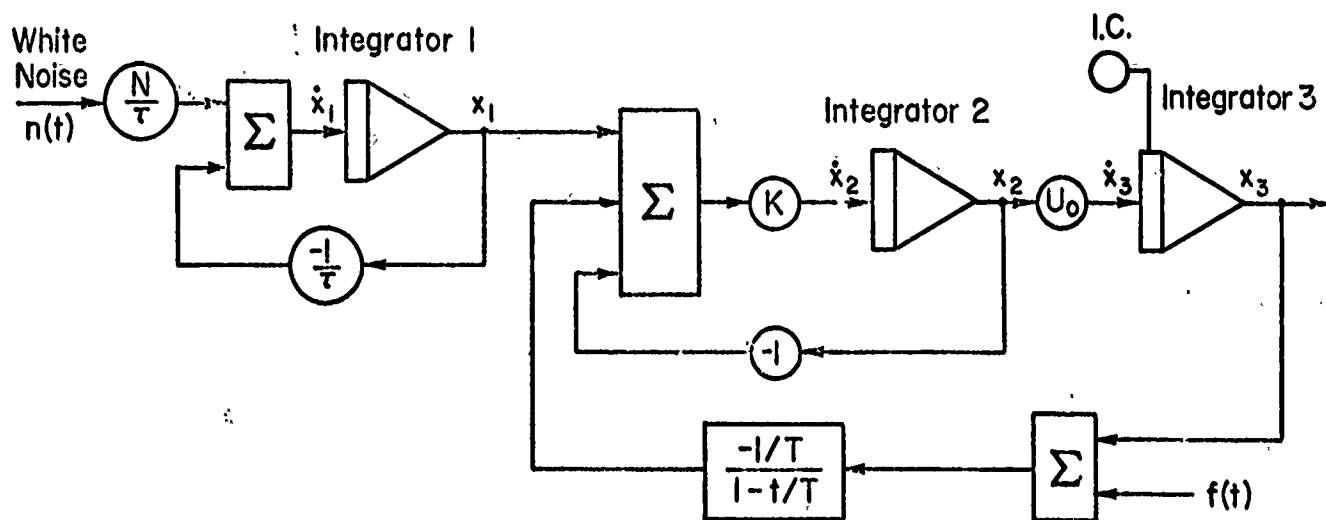 White
Noise
n(t)
N
τ
Σ
ẋ₁
Integrator 1
x₁
-1
τ
Σ
K
ẋ₂
Integrator 2
x₂
U₀
ẋ₃
I.C.
Integrator 3
x₃
-1
-1/T
1-t/T
Σ
f(t)